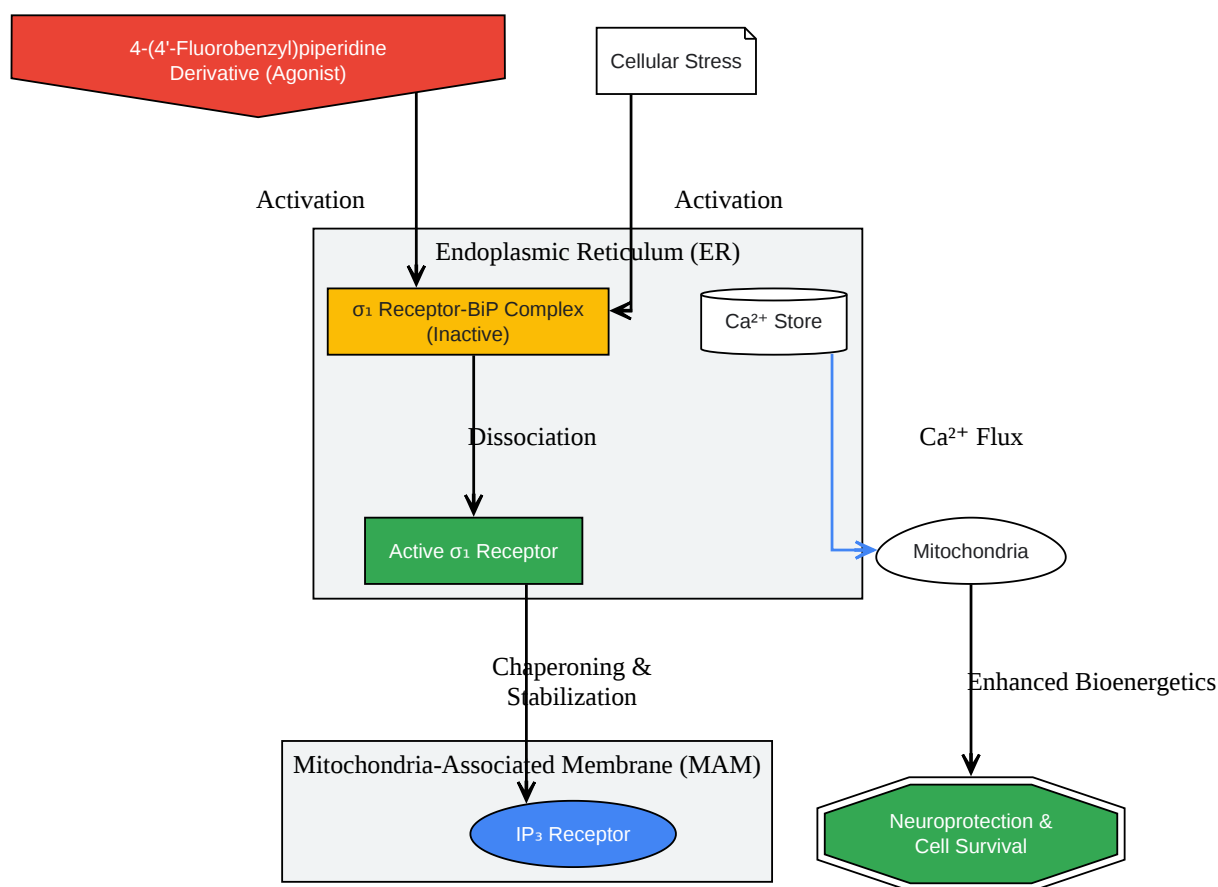 4-(4'-Fluorobenzyl)piperidine
Derivative (Agonist)
Cellular Stress
Activation
Activation
Endoplasmic Reticulum (ER)
σ₁ Receptor-BiP Complex
(Inactive)
Ca²⁺ Store
Dissociation
Ca²⁺ Flux
Active σ₁ Receptor
Mitochondria
Chaperoning &
Stabilization
Enhanced Bioenergetics
Mitochondria-Associated Membrane (MAM)
IP₃ Receptor
Neuroprotection &
Cell Survival